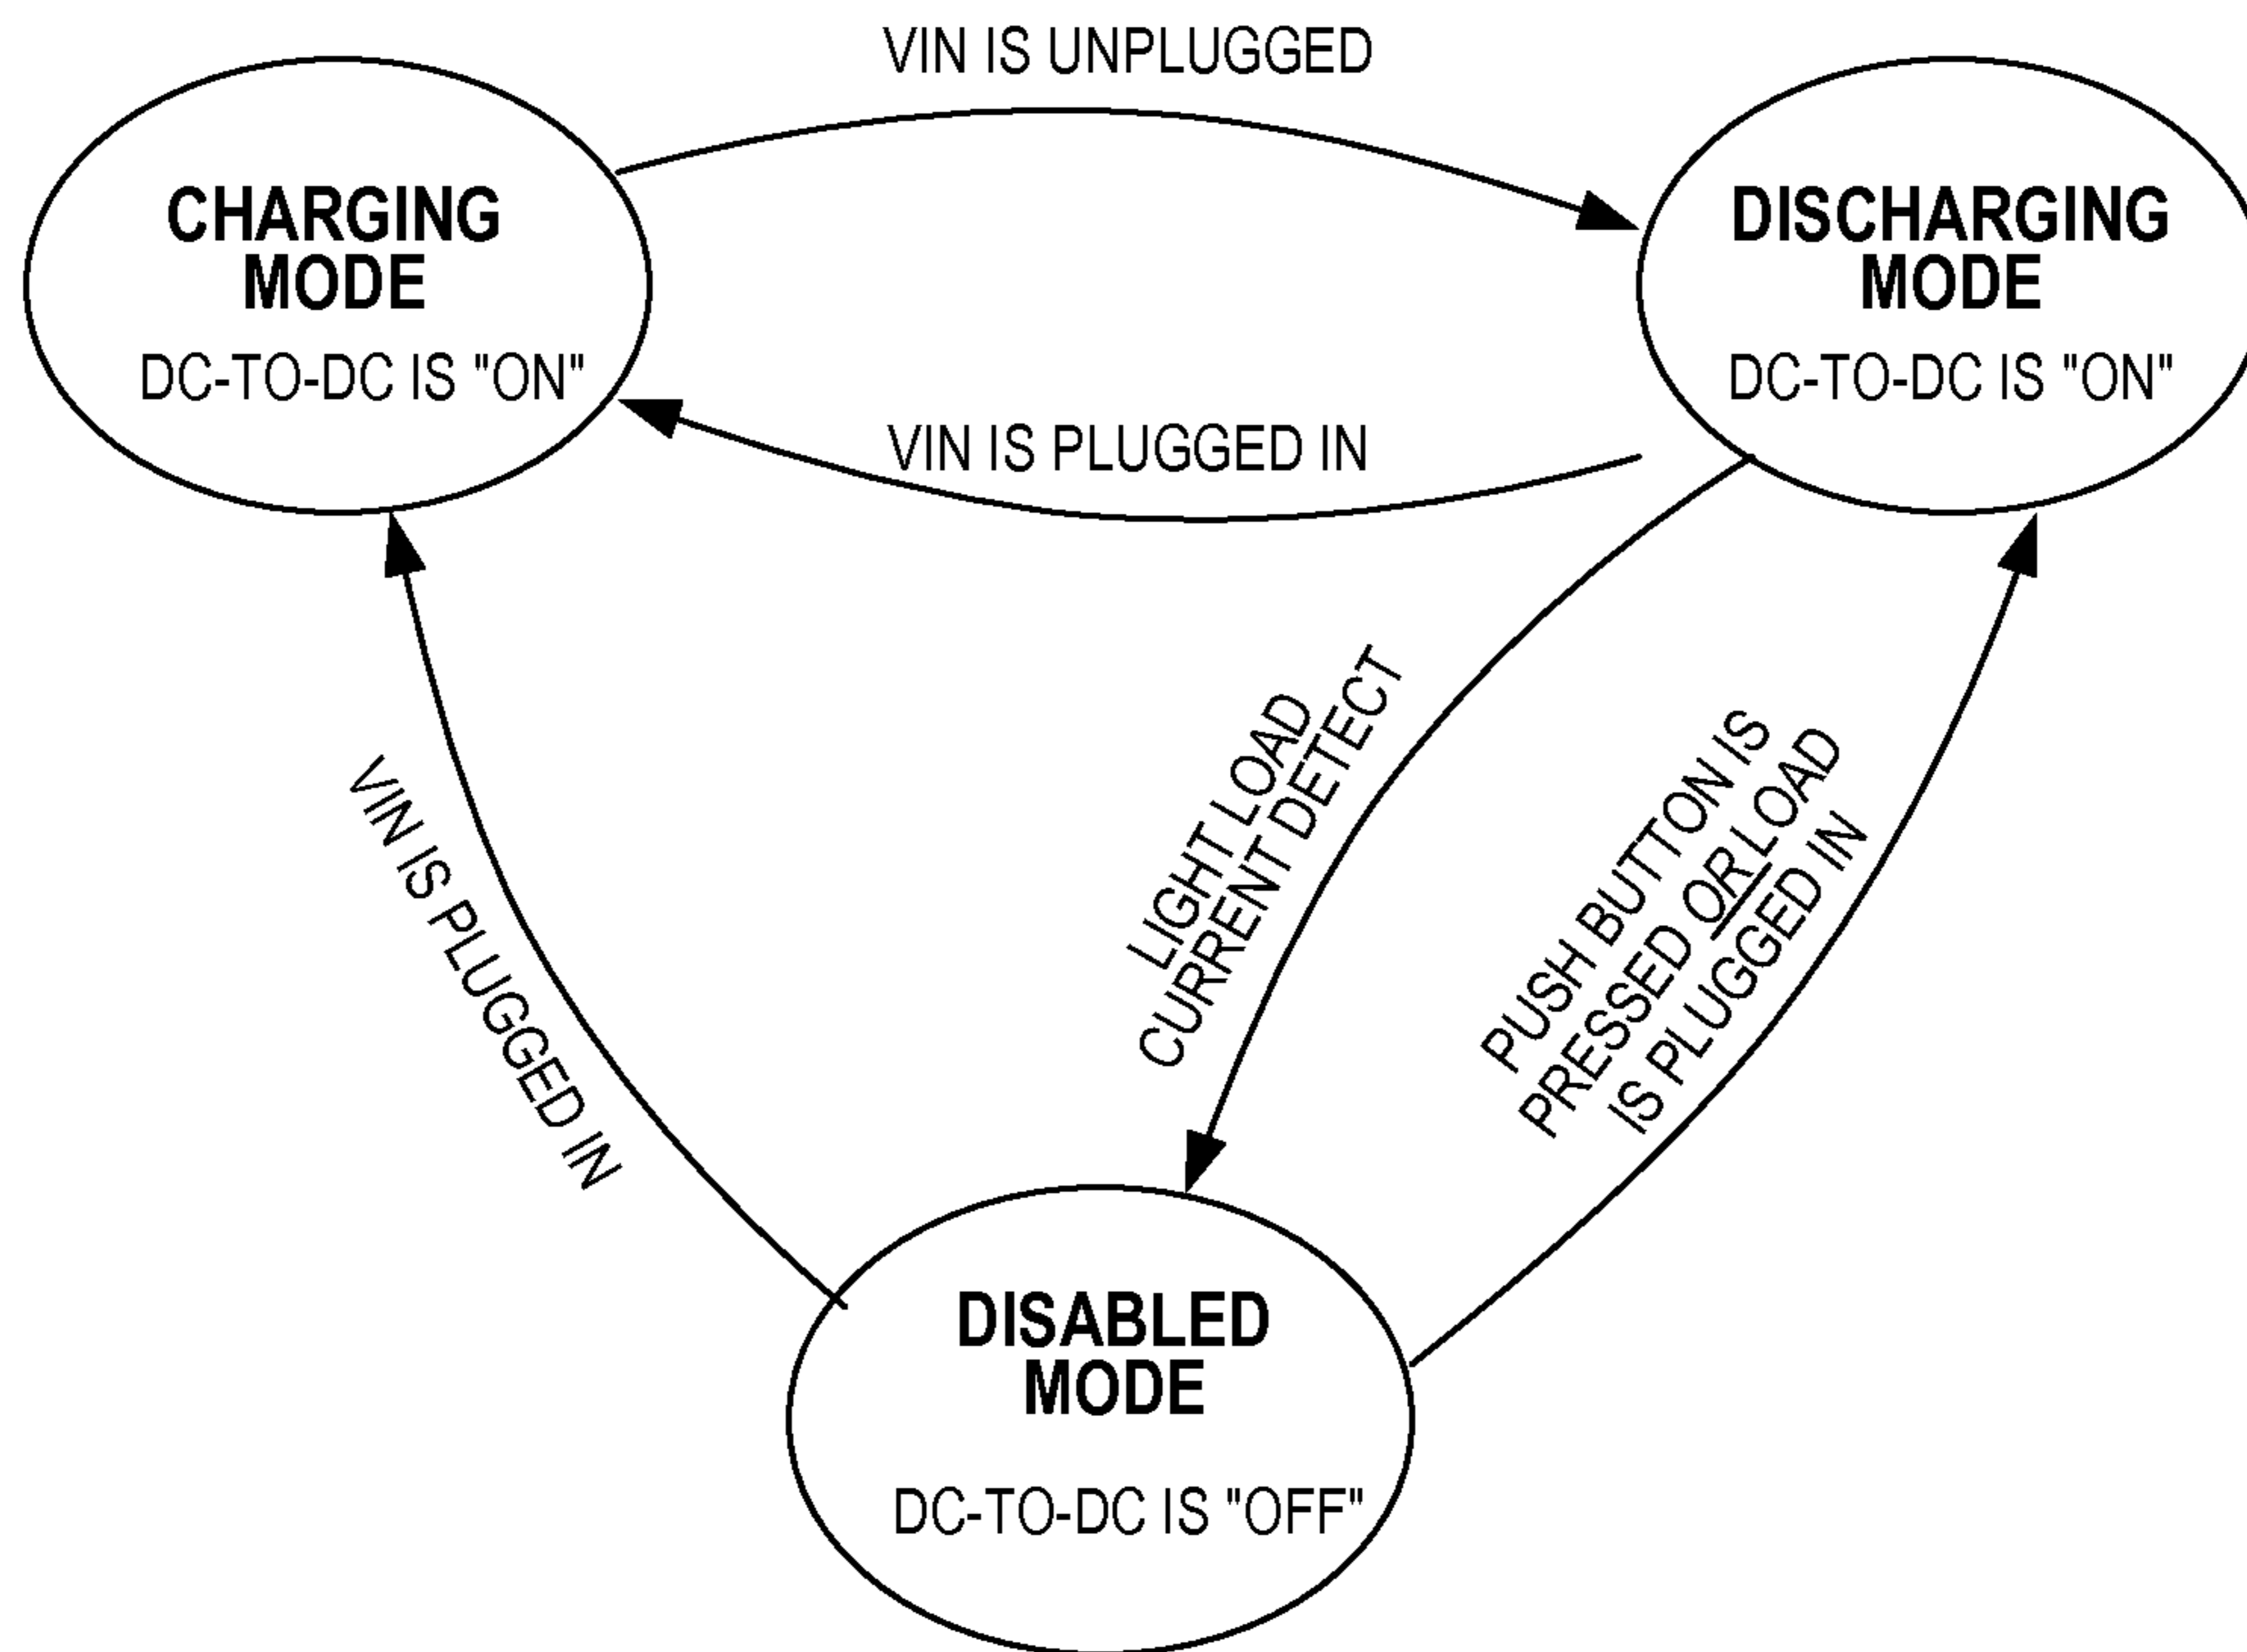 VIN IS UNPLUGGED
CHARGING
MODE
DC-TO-DC IS "ON"
DISCHARGING
MODE
DC-TO-DC IS "ON"
VIN IS PLUGGED IN
VIN IS PLUGGED IN
LIGHT LOAD
CURRENT DETECT
PUSH BUTTON IS
PRESSED OR LOAD
IS PLUGGED IN
DISABLED
MODE
DC-TO-DC IS "OFF"